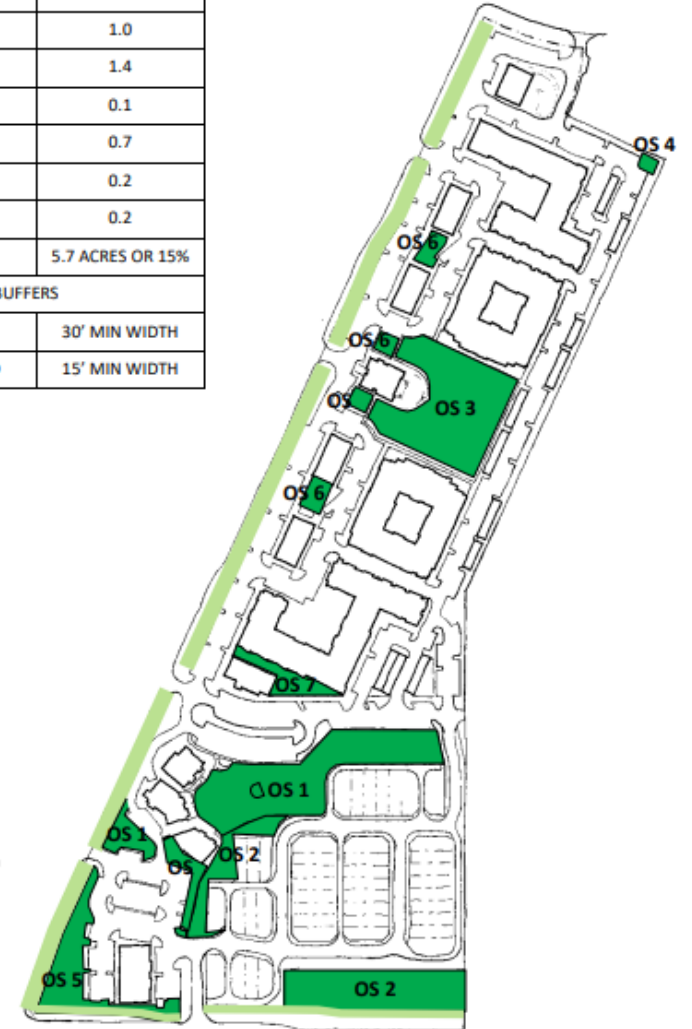 1.0
1.4
0.1
0.7
0.2
0.2
5.7 ACRES OR 15%
BUFFERS
30' MIN WIDTH
15' MIN WIDTH
OS 4
OS 6
OS 6
OS
OS 3
OS 6
OS 7
OS 1
OS 1
OS
OS 2
OS 5
OS 2